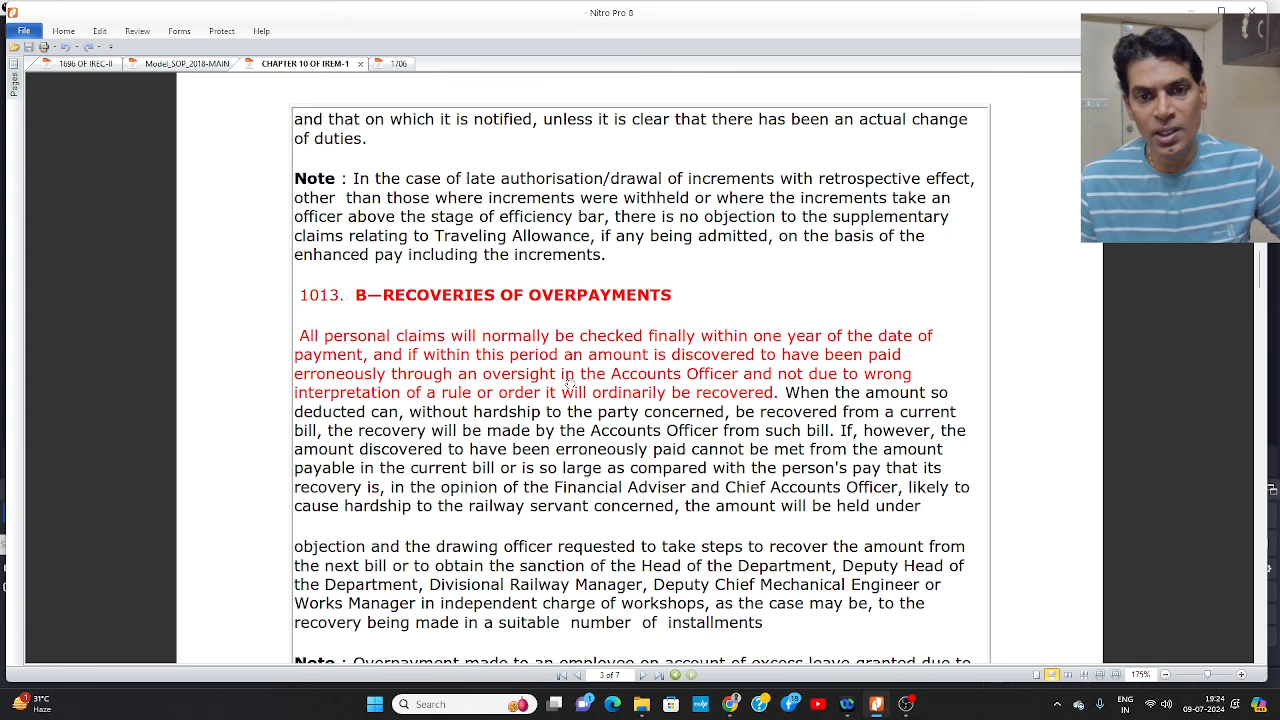 - Nitro Pro 8
File Home Edit Review Forms Protect Help
1696 OF IREC-II Model_SOP_2018-MAIN CHAPTER 10 OF IREM-1 1706
Pages
and that on which it is notified, unless it is clear that there has been an actual change
of duties.
Note : In the case of late authorisation/drawal of increments with retrospective effect,
other than those where increments were withheld or where the increments take an
officer above the stage of efficiency bar, there is no objection to the supplementary
claims relating to Traveling Allowance, if any being admitted, on the basis of the
enhanced pay including the increments.
1013. B—RECOVERIES OF OVERPAYMENTS
All personal claims will normally be checked finally within one year of the date of
payment, and if within this period an amount is discovered to have been paid
erroneously through an oversight in the Accounts Officer and not due to wrong
interpretation of a rule or order it will ordinarily be recovered. When the amount so
deducted can, without hardship to the party concerned, be recovered from a current
bill, the recovery will be made by the Accounts Officer from such bill. If, however, the
amount discovered to have been erroneously paid cannot be met from the amount
payable in the current bill or is so large as compared with the person's pay that its
recovery is, in the opinion of the Financial Adviser and Chief Accounts Officer, likely to
cause hardship to the railway servant concerned, the amount will be held under
objection and the drawing officer requested to take steps to recover the amount from
the next bill or to obtain the sanction of the Head of the Department, Deputy Head of
the Department, Divisional Railway Manager, Deputy Chief Mechanical Engineer or
Works Manager in independent charge of workshops, as the case may be, to the
recovery being made in a suitable number of installments
Note : Overpayment made to an employee on account of excess leave granted due to
3 of 7
175%
31°C
Haze
Search
ENG
IN
19:24
09-07-2024